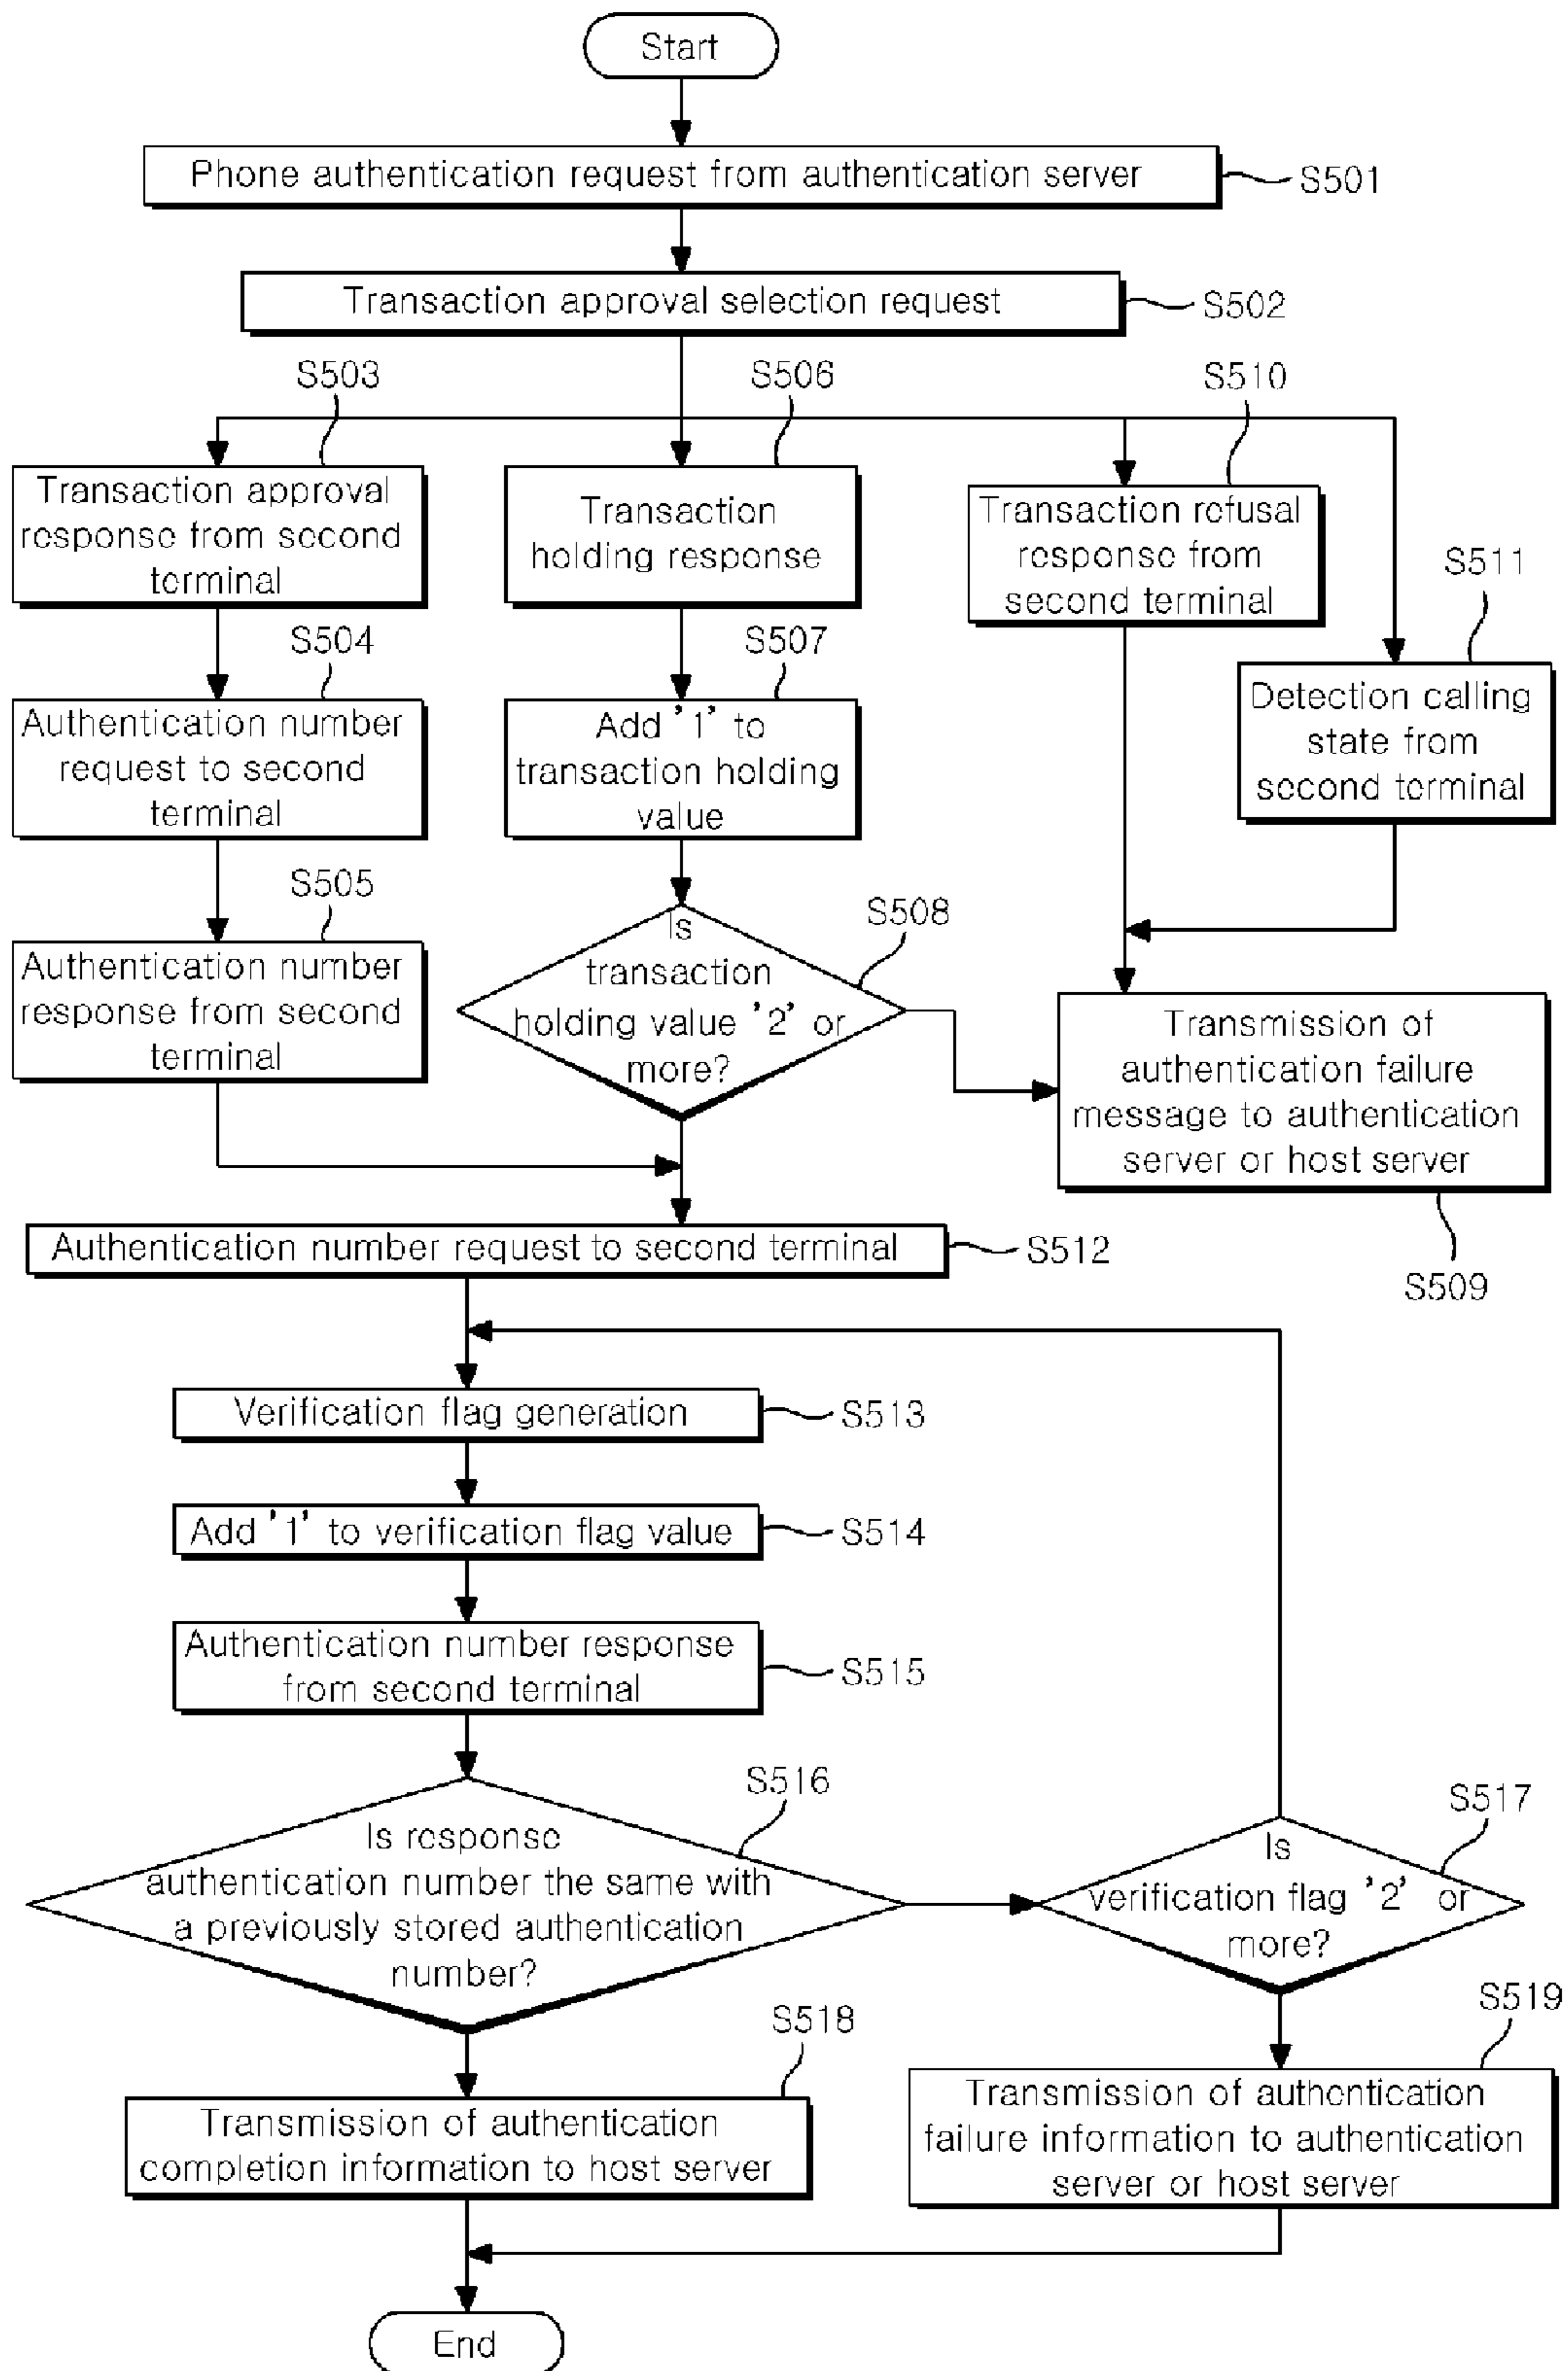 Start
Phone authentication request from authentication server
S501
Transaction approval selection request
S502
S503
Transaction approval
response from second
terminal
S504
Authentication number
request to second
terminal
S505
Authentication number
response from second
terminal
S506
Transaction
holding response
S507
Add '1' to
transaction holding
value
S508
Is
transaction
holding value '2' or
more?
S510
Transaction refusal
response from
second terminal
S511
Detection calling
state from
second terminal
Transmission of
authentication failure
message to authentication
server or host server
S509
Authentication number request to second terminal
S512
Verification flag generation
S513
Add '1' to verification flag value
S514
Authentication number response
from second terminal
S515
S516
Is response
authentication number the same with
a previously stored authentication
number?
S517
Is
verification flag '2' or
more?
S518
Transmission of authentication
completion information to host server
S519
Transmission of authentication
failure information to authentication
server or host server
End